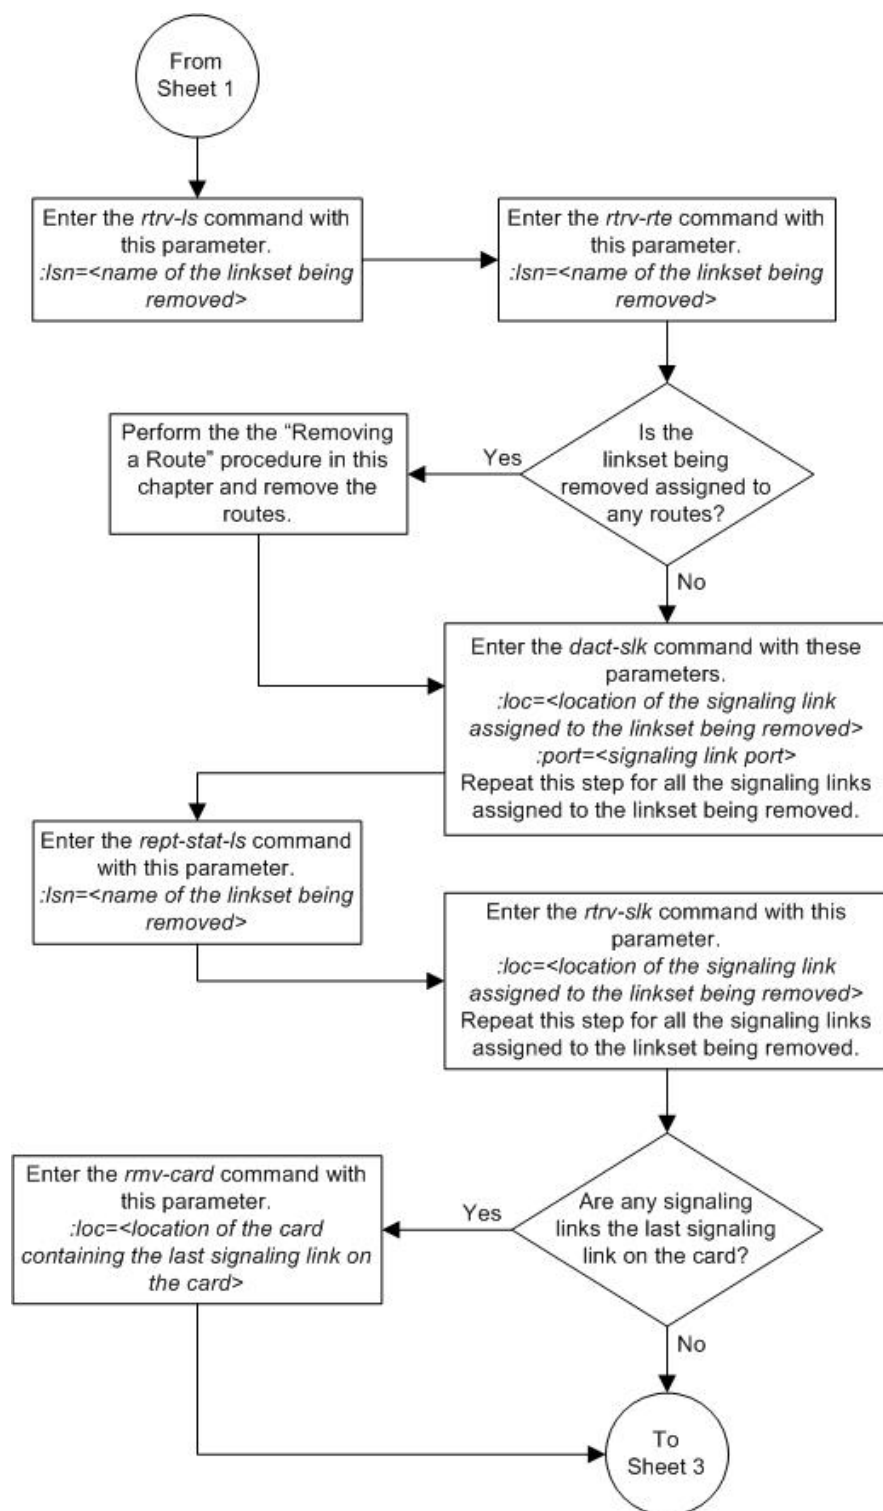 From
Sheet 1
Enter the rtrv-ls command with
this parameter.
:lsn=<name of the linkset being
removed>
Enter the rtrv-rte command with
this parameter.
:lsn=<name of the linkset being
removed>
Is the
linkset being
removed assigned to
any routes?
Yes
Perform the the “Removing
a Route” procedure in this
chapter and remove the
routes.
No
Enter the dact-slk command with these
parameters.
:loc=<location of the signaling link
assigned to the linkset being removed>
:port=<signaling link port>
Repeat this step for all the signaling links
assigned to the linkset being removed.
Enter the rept-stat-ls command
with this parameter.
:lsn=<name of the linkset being
removed>
Enter the rtrv-slk command with this
parameter.
:loc=<location of the signaling link
assigned to the linkset being removed>
Repeat this step for all the signaling links
assigned to the linkset being removed.
Are any signaling
links the last signaling
link on the card?
Yes
Enter the rmv-card command with
this parameter.
:loc=<location of the card
containing the last signaling link on
the card>
No
To
Sheet 3